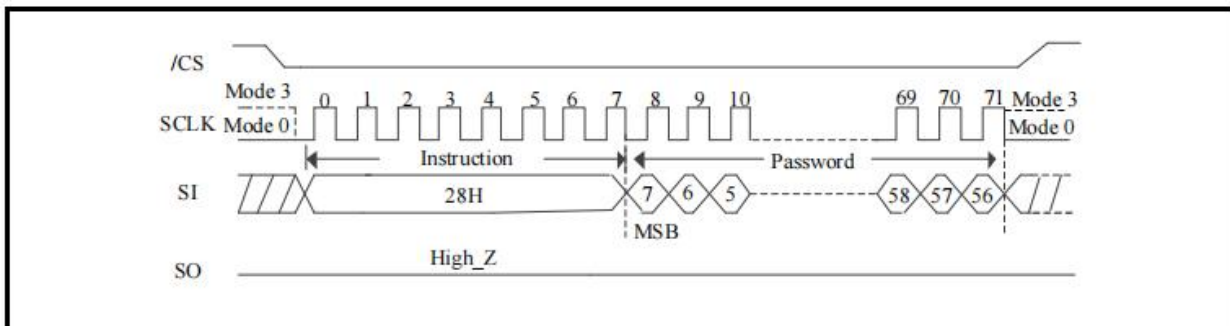 /CS
Mode 3
0 1 2 3 4 5 6 7 8 9 10 69 70 71 Mode 3
SCLK Mode 0 Mode 0
Instruction Password
SI 28H 7 6 5 58 57 56
MSB
High_Z
SO